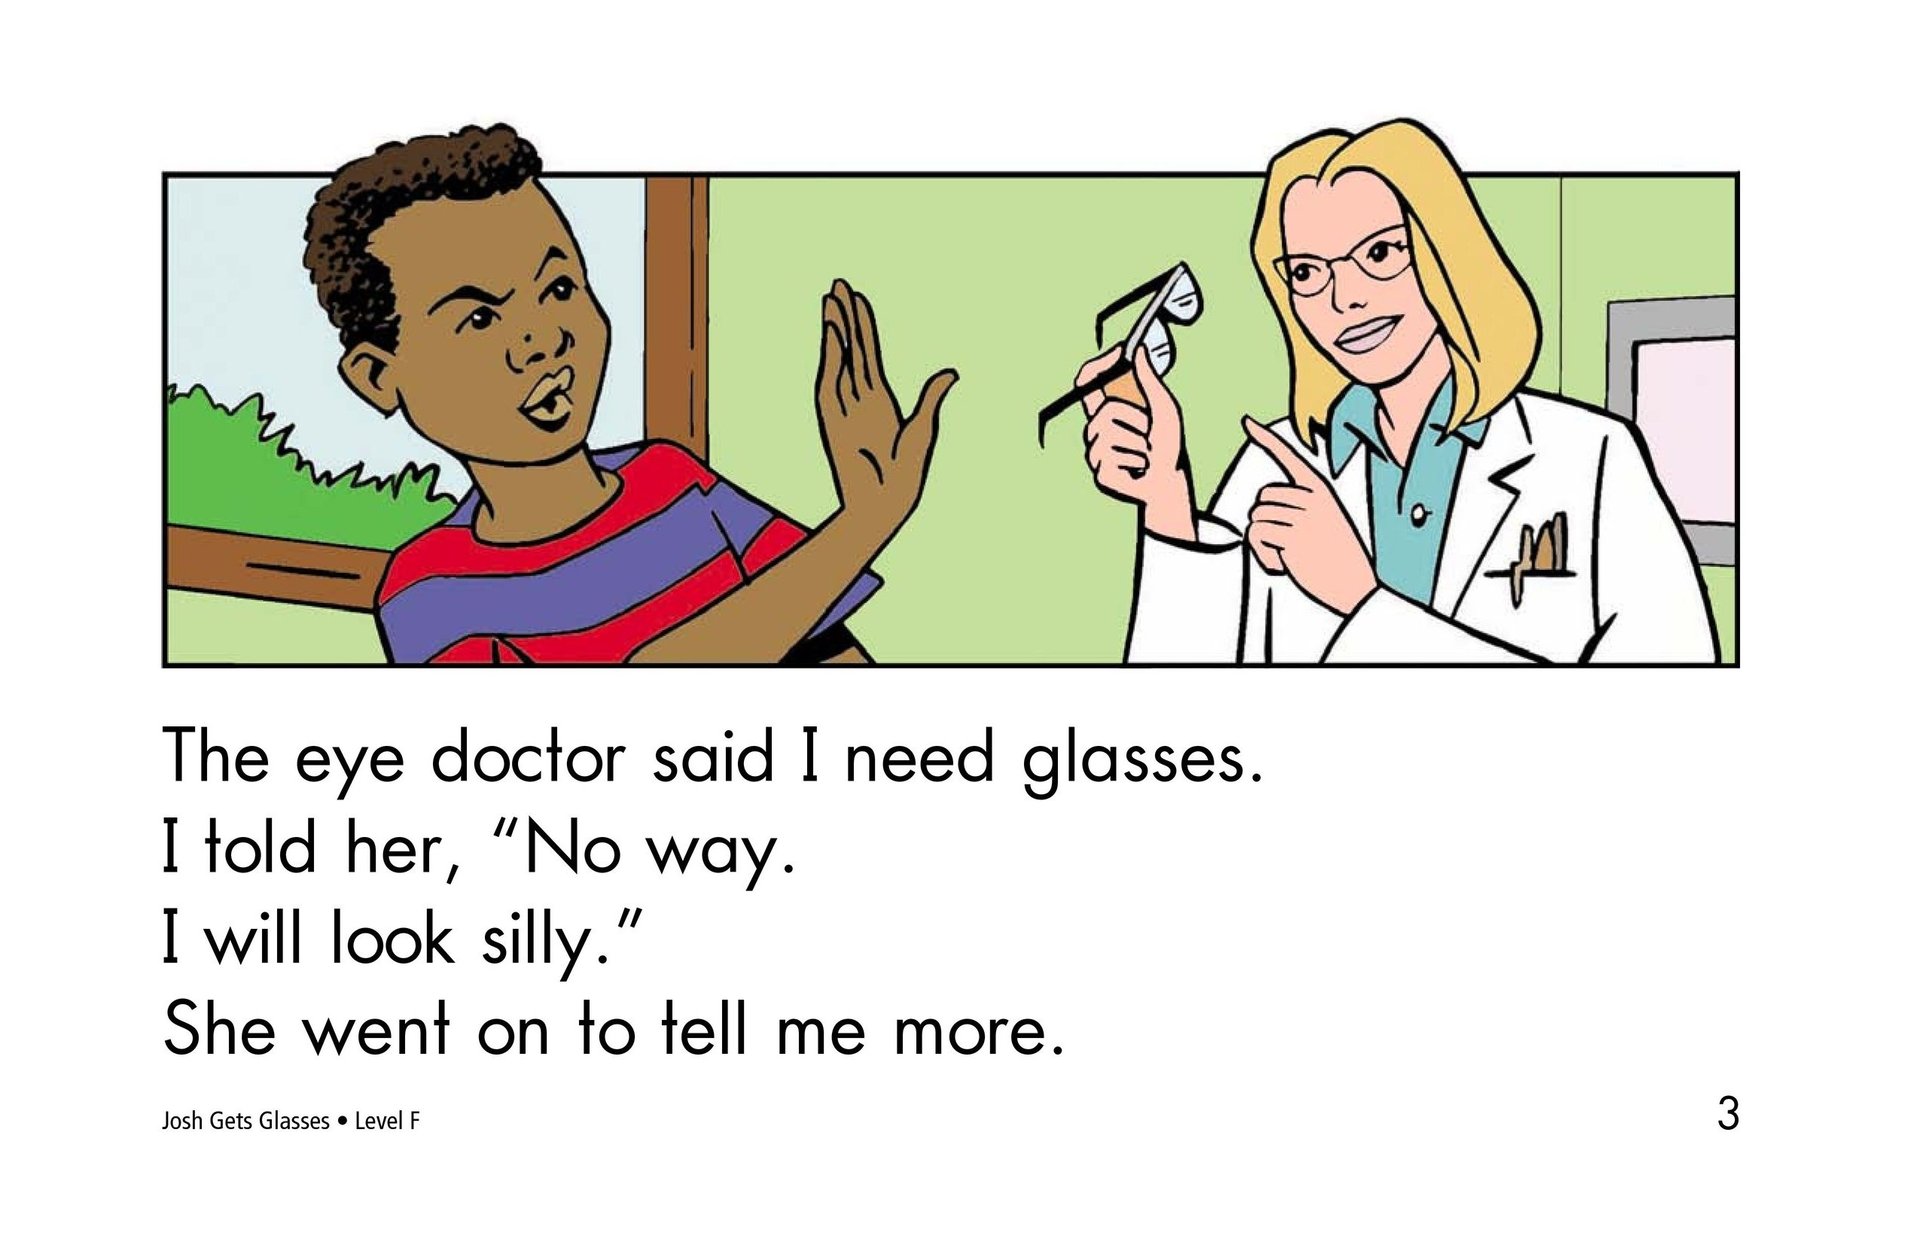 The eye doctor said I need glasses.
I told her, “No way.
I will look silly.”
She went on to tell me more.
Josh Gets Glasses • Level F
3